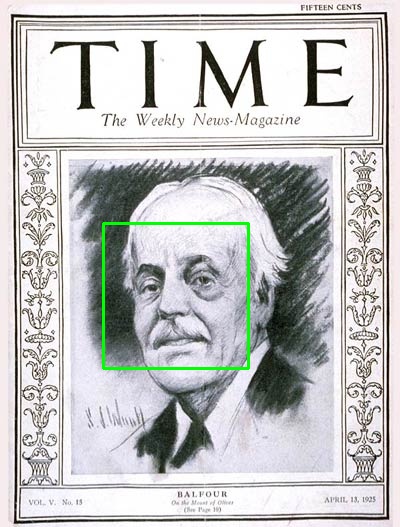 FIFTEEN CENTS
TIME
The Weekly News-Magazine
BALFOUR
On the Mount of Olives
(See Page 19)
VOL. V. No. 15
APRIL 13, 1925